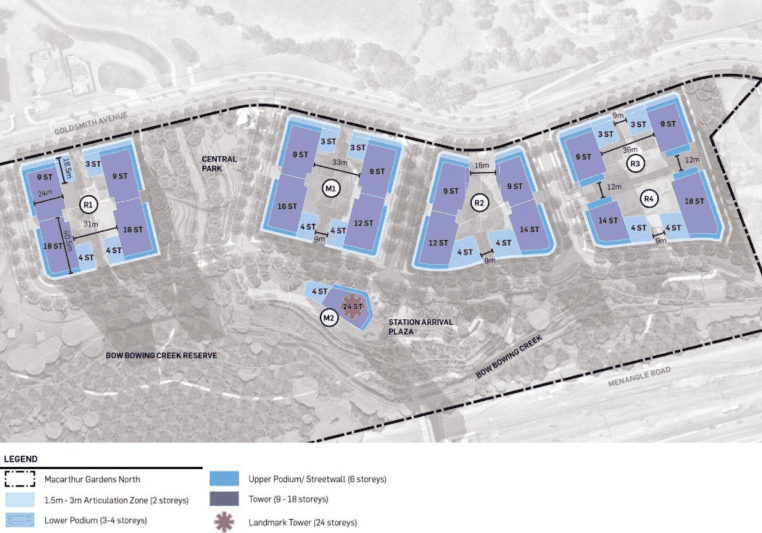 GOLDSMITH AVENUE
CENTRAL
PARK
9 ST
3 ST
9 ST
18.5m
24m
R1
31m
40.5m
18 ST
4 ST
4 ST
16 ST
9 ST
3 ST
3 ST
9 ST
33m
M1
16 ST
4 ST
9m
4 ST
12 ST
18m
9 ST
9 ST
R2
12 ST
4 ST
4 ST
9m
14 ST
9m
3 ST
3 ST
9 ST
9 ST
39m
R3
12m
12m
R4
14 ST
4 ST
9m
4 ST
18 ST
4 ST
24 ST
M2
STATION ARRIVAL
PLAZA
BOW BOWING CREEK RESERVE
BOW BOWING CREEK
MENANGLE ROAD
LEGEND
Macarthur Gardens North
1.5m - 3m Articulation Zone (2 storeys)
Lower Podium (3-4 storeys)
Upper Podium/ Streetwall (6 storeys)
Tower (9 - 18 storeys)
Landmark Tower (24 storeys)